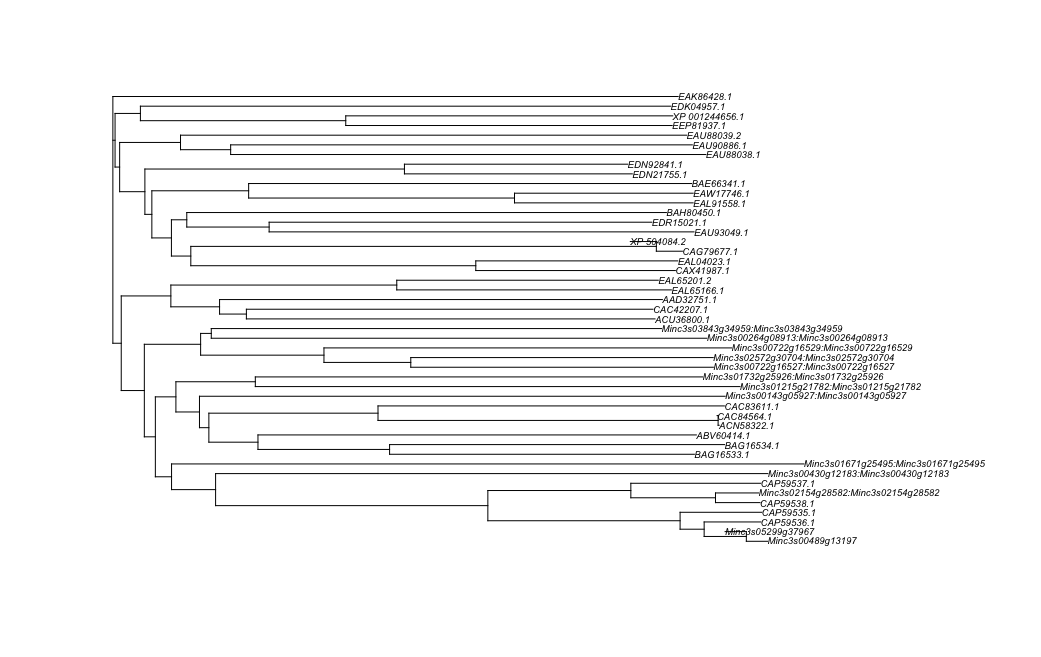 EAK86428.1
EDK04957.1
XP 001244656.1
EEP81937.1
EAU88039.2
EAU90886.1
EAU88038.1
EDN92841.1
EDN21755.1
BAE66341.1
EAW17746.1
EAL91558.1
BAH80450.1
EDR15021.1
EAU93049.1
XP 504084.2
CAG79677.1
EAL04023.1
CAX41987.1
EAL65201.2
EAL65166.1
AAD32751.1
CAC42207.1
ACU36800.1
Minc3s03843g34959:Minc3s03843g34959
Minc3s00264g08913:Minc3s00264g08913
Minc3s00722g16529:Minc3s00722g16529
Minc3s02572g30704:Minc3s02572g30704
Minc3s00722g16527:Minc3s00722g16527
Minc3s01732g25926:Minc3s01732g25926
Minc3s01215g21782:Minc3s01215g21782
Minc3s00143g05927:Minc3s00143g05927
CAC83611.1
CAC84564.1
ACN58322.1
ABV60414.1
BAG16534.1
BAG16533.1
Minc3s01671g25495:Minc3s01671g25495
Minc3s00430g12183:Minc3s00430g12183
CAP59537.1
Minc3s02154g28582:Minc3s02154g28582
CAP59538.1
CAP59535.1
CAP59536.1
Minc3s05299g37967
Minc3s00489g13197